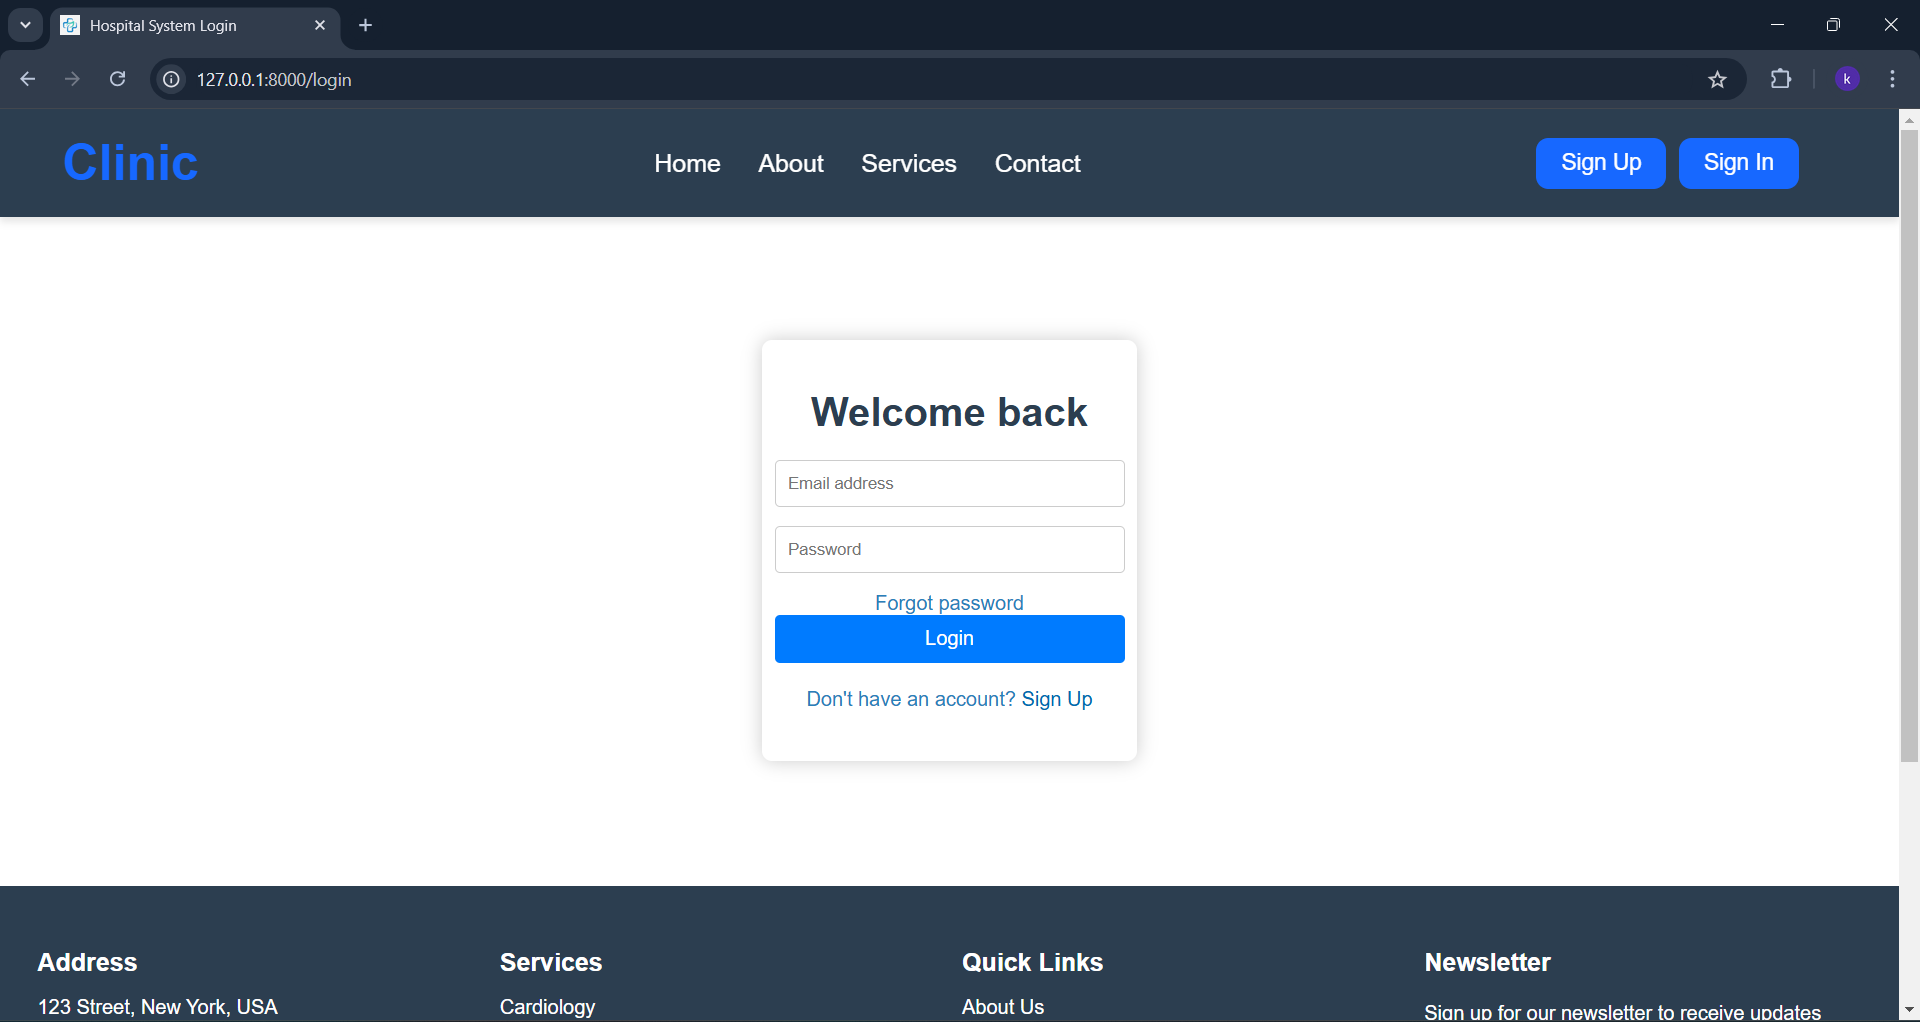 Hospital System Login
127.0.0.1:8000/login
k
Clinic
Home About Services Contact
Sign Up Sign In
Welcome back
Email address
Password
Forgot password
Login
Don't have an account? Sign Up
Address
123 Street, New York, USA
Services
Cardiology
Quick Links
About Us
Newsletter
Sign up for our newsletter to receive updates